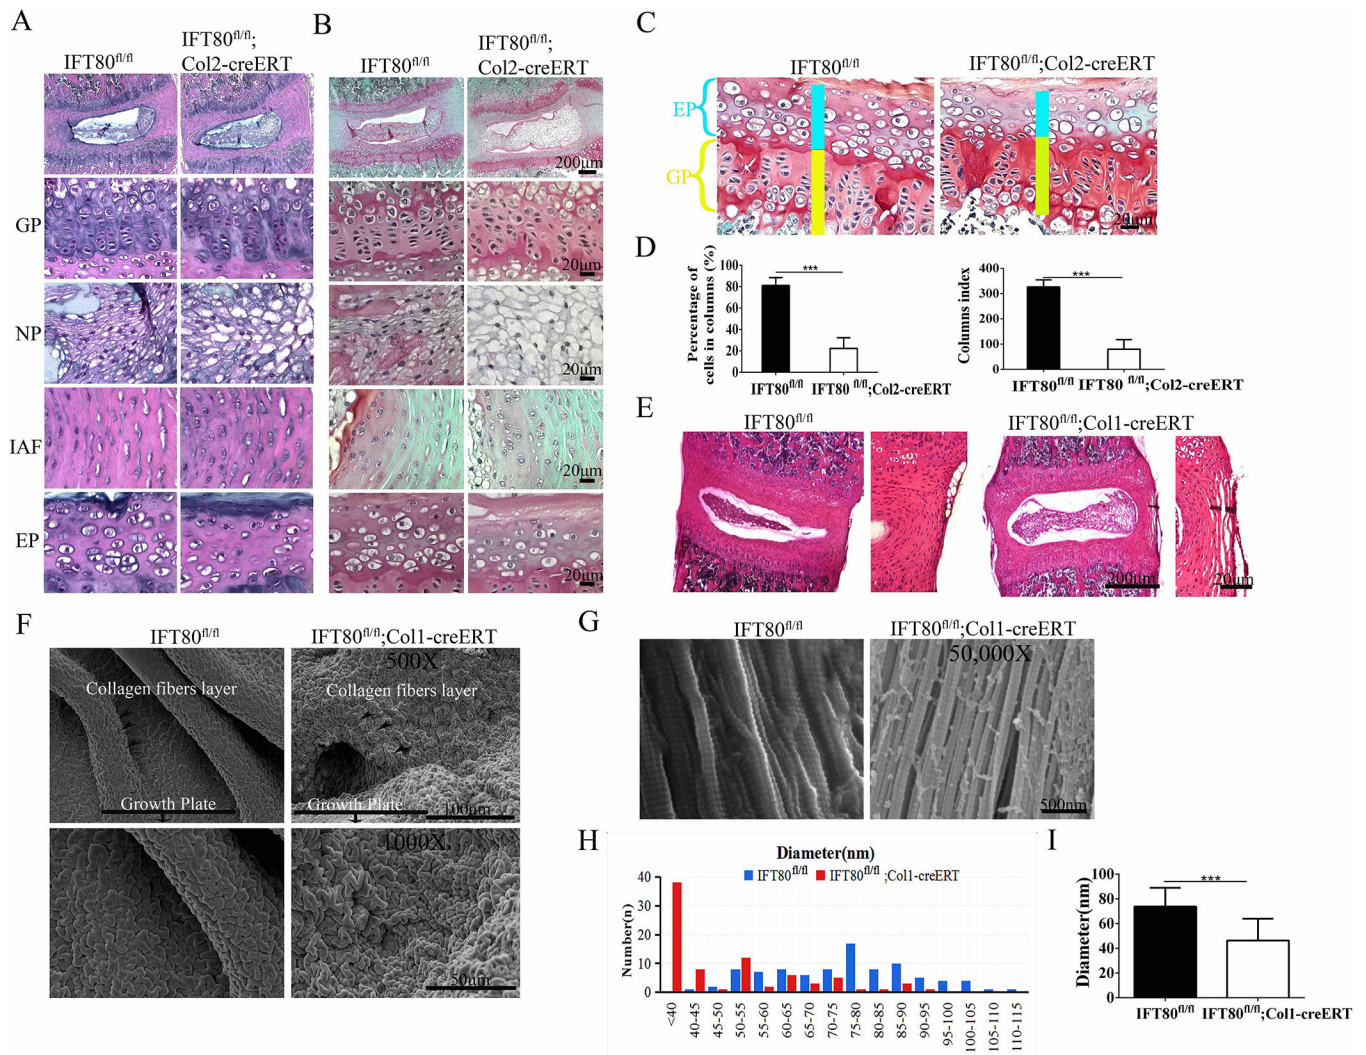 A
IFT80fl/fl
IFT80fl/fl;
Col2-creERT
200μm
GP
20μm
NP
20μm
IAF
20μm
EP
20μm
B
IFT80fl/fl
IFT80fl/fl;
Col2-creERT
C
IFT80fl/fl
IFT80fl/fl;Col2-creERT
EP
GP
20μm
D
Percentage of
cells in columns (%)
100
80
60
40
20
0
***
IFT80fl/fl
IFT80 fl/fl;Col2-creERT
Columns index
400
300
200
100
0
***
IFT80fl/fl
IFT80 fl/fl;Col2-creERT
E
IFT80fl/fl
IFT80fl/fl;Col1-creERT
200μm
20μm
F
IFT80fl/fl
IFT80fl/fl;Col1-creERT
500X
Collagen fibers layer
Collagen fibers layer
Growth Plate
Growth Plate
100μm
1000X
50μm
G
IFT80fl/fl
IFT80fl/fl;Col1-creERT
50,000X
500nm
H
Diameter(nm)
IFT80fl/fl
IFT80fl/fl ;Col1-creERT
Number(n)
40
30
20
10
0
<40
40-45
45-50
50-55
55-60
60-65
65-70
70-75
75-80
80-85
85-90
90-95
95-100
100-105
105-110
110-115
I
Diameter(nm)
100
80
60
40
20
0
***
IFT80fl/fl
IFT80fl/fl;Col1-creERT